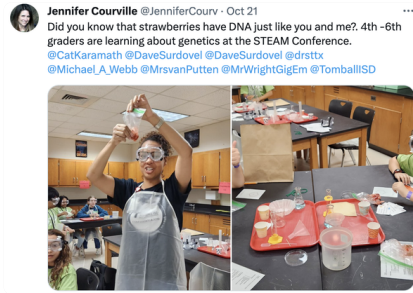 Jennifer Courville @JenniferCourv · Oct 21
Did you know that strawberries have DNA just like you and me?. 4th -6th
graders are learning about genetics at the STEAM Conference.
@CatKaramath @DaveSurdovel @DaveSurdovel @drsttx
@Michael_A_Webb @MrsvanPutten @MrWrightGigEm @TomballISD